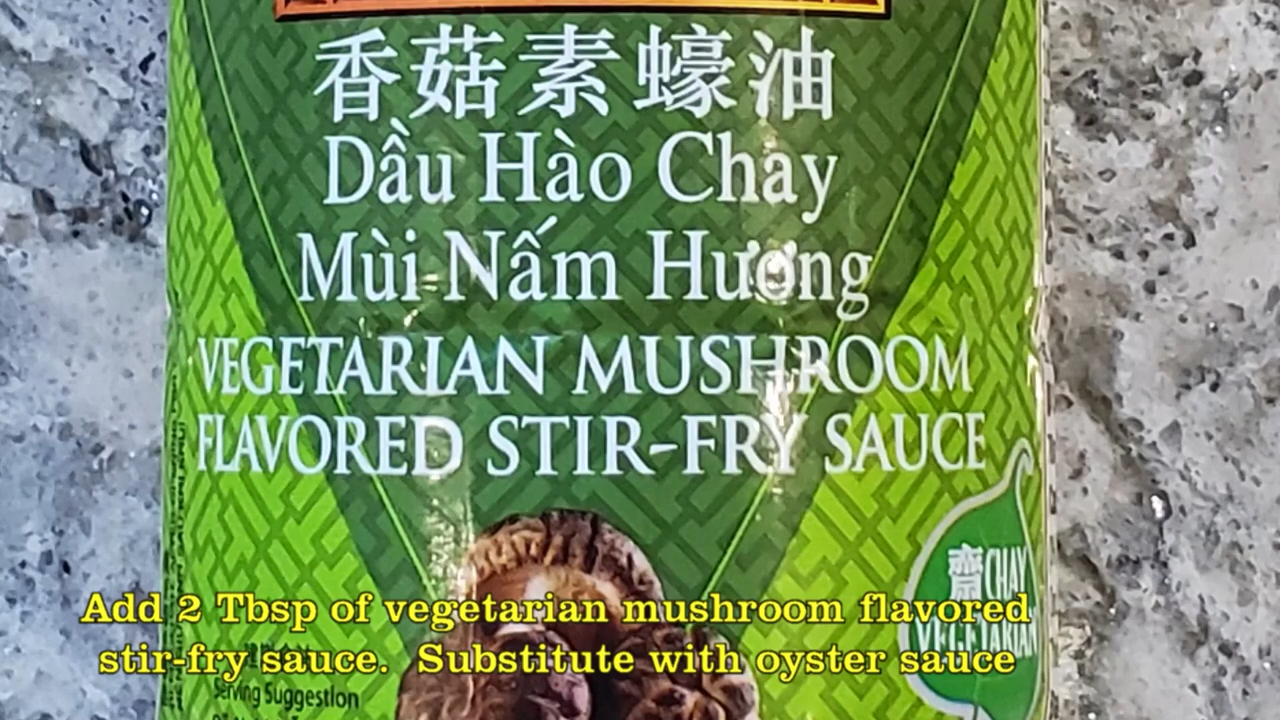 香菇素蠔油
Dầu Hào Chay
Mùi Nấm Hương
VEGETARIAN MUSHROOM
FLAVORED STIR-FRY SAUCE
齋 CHAY
VEGETARIAN
Add 2 Tbsp of vegetarian mushroom flavored
stir-fry sauce.  Substitute with oyster sauce
Serving Suggestion